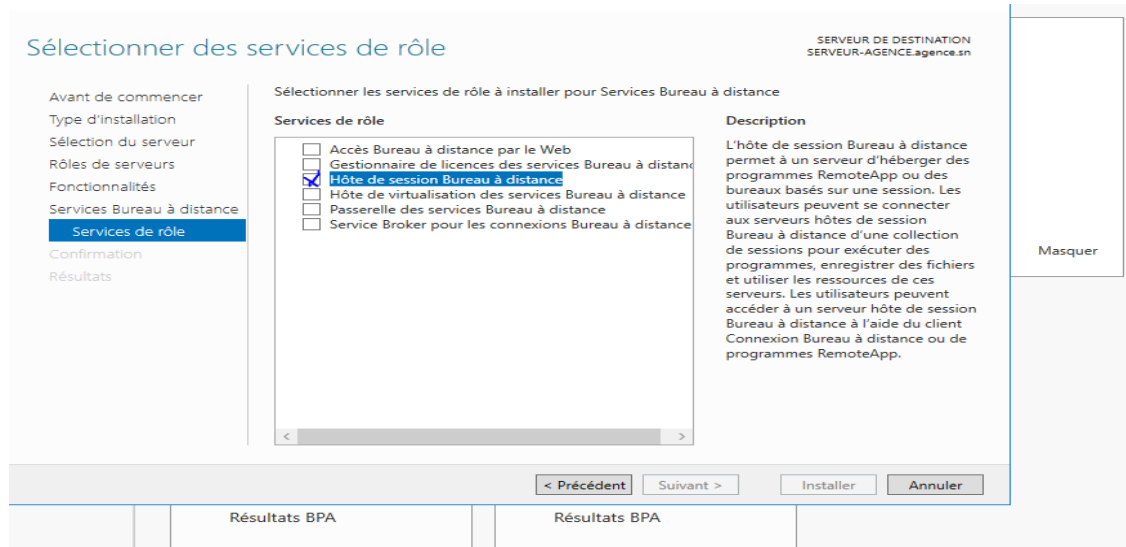 Sélectionner des services de rôle
SERVEUR DE DESTINATION
SERVEUR-AGENCE.agence.sn
Avant de commencer
Type d'installation
Sélection du serveur
Rôles de serveurs
Fonctionnalités
Services Bureau à distance
Services de rôle
Confirmation
Résultats
Sélectionner les services de rôle à installer pour Services Bureau à distance
Services de rôle
Accès Bureau à distance par le Web
Gestionnaire de licences des services Bureau à distanc
Hôte de session Bureau à distance
Hôte de virtualisation des services Bureau à distance
Passerelle des services Bureau à distance
Service Broker pour les connexions Bureau à distance
Description
L'hôte de session Bureau à distance
permet à un serveur d'héberger des
programmes RemoteApp ou des
bureaux basés sur une session. Les
utilisateurs peuvent se connecter
aux serveurs hôtes de session
Bureau à distance d'une collection
de sessions pour exécuter des
programmes, enregistrer des fichiers
et utiliser les ressources de ces
serveurs. Les utilisateurs peuvent
accéder à un serveur hôte de session
Bureau à distance à l'aide du client
Connexion Bureau à distance ou de
programmes RemoteApp.
Masquer
< Précédent
Suivant >
Installer
Annuler
Résultats BPA
Résultats BPA